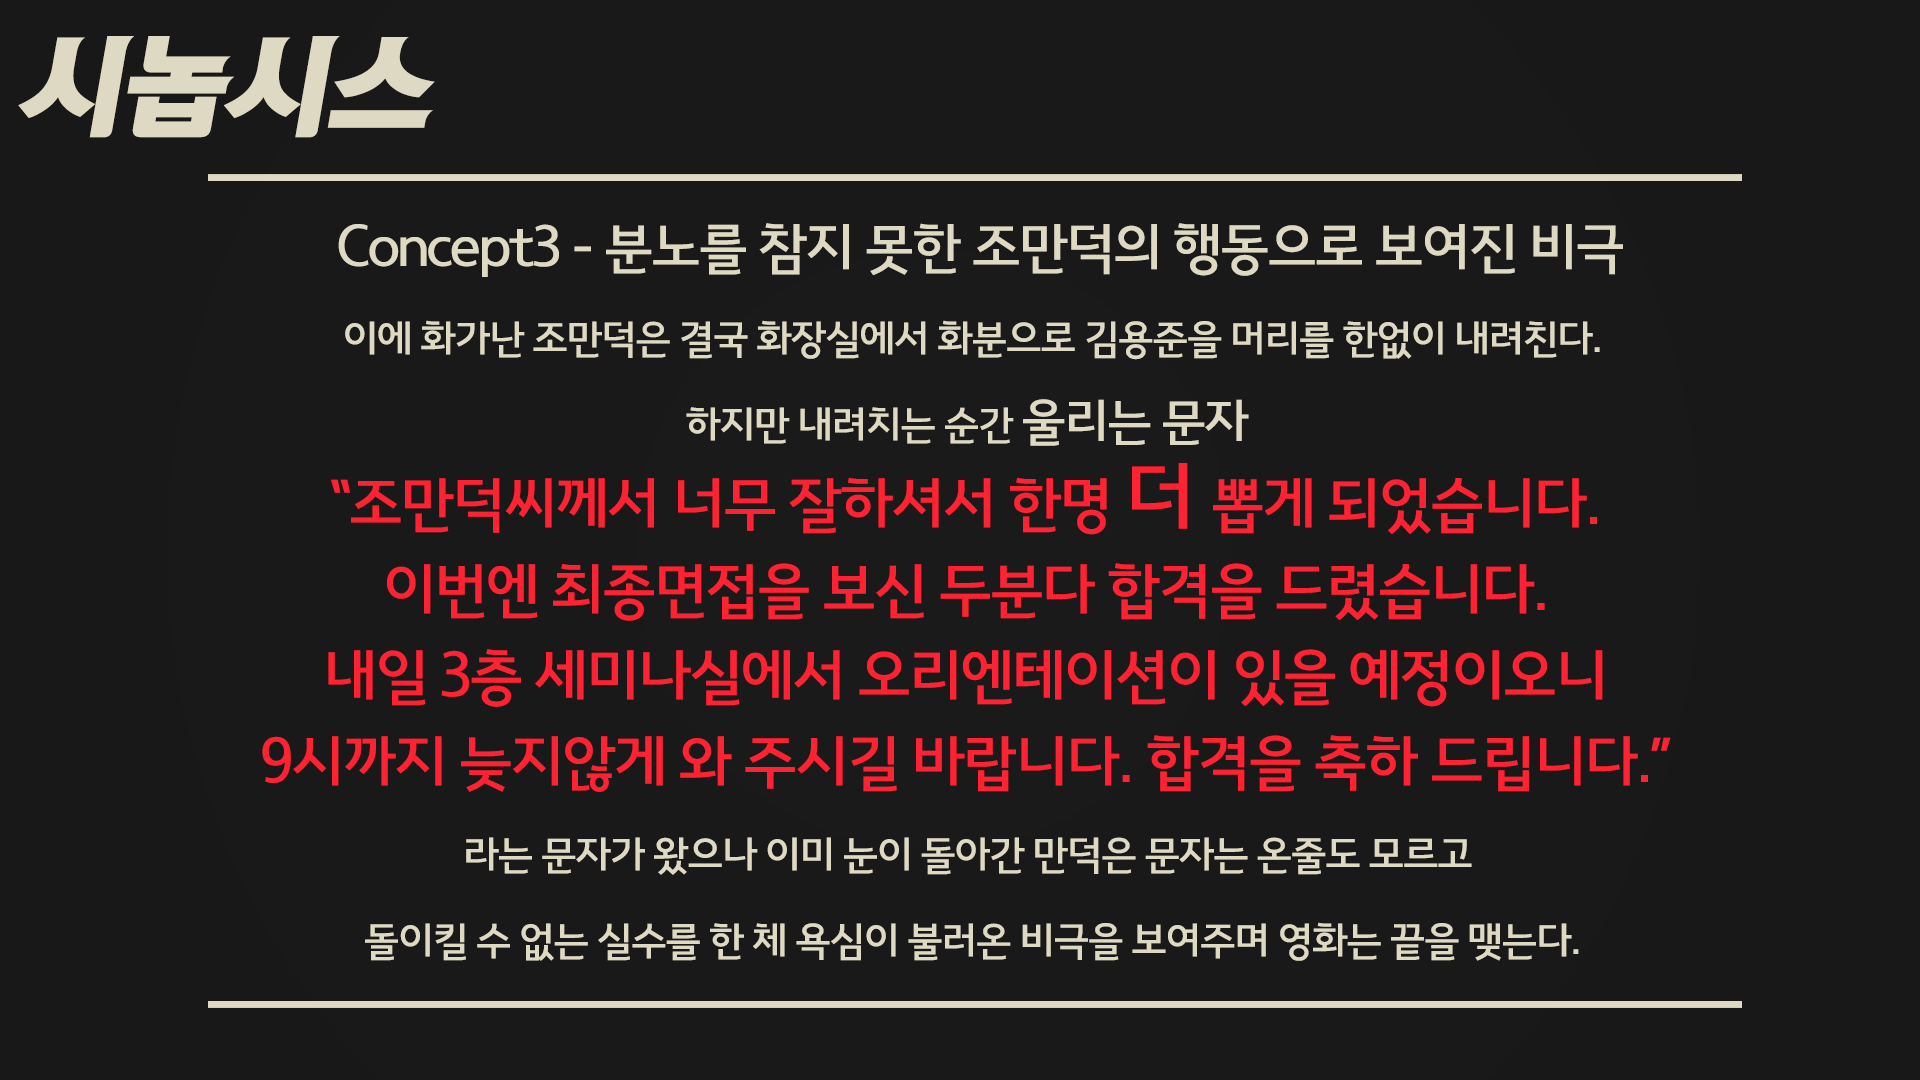 시놉시스
Concept3 - 분노를 참지 못한 조만덕의 행동으로 보여진 비극
이에 화가난 조만덕은 결국 화장실에서 화분으로 김용준을 머리를 한없이 내려친다.
하지만 내려치는 순간 울리는 문자
“조만덕씨께서 너무 잘하셔서 한명 더 뽑게 되었습니다.
이번엔 최종면접을 보신 두분다 합격을 드렸습니다.
내일 3층 세미나실에서 오리엔테이션이 있을 예정이오니
9시까지 늦지않게 와 주시길 바랍니다. 합격을 축하 드립니다.”
라는 문자가 왔으나 이미 눈이 돌아간 만덕은 문자는 온줄도 모르고
돌이킬 수 없는 실수를 한 체 욕심이 불러온 비극을 보여주며 영화는 끝을 맺는다.